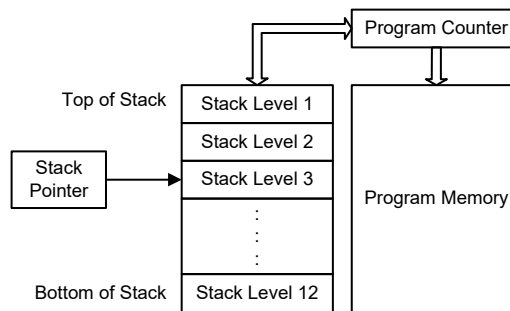 Program Counter
Top of Stack
Stack Level 1
Stack Level 2
Stack
Pointer
Stack Level 3
Program Memory
:
:
:
Bottom of Stack
Stack Level 12